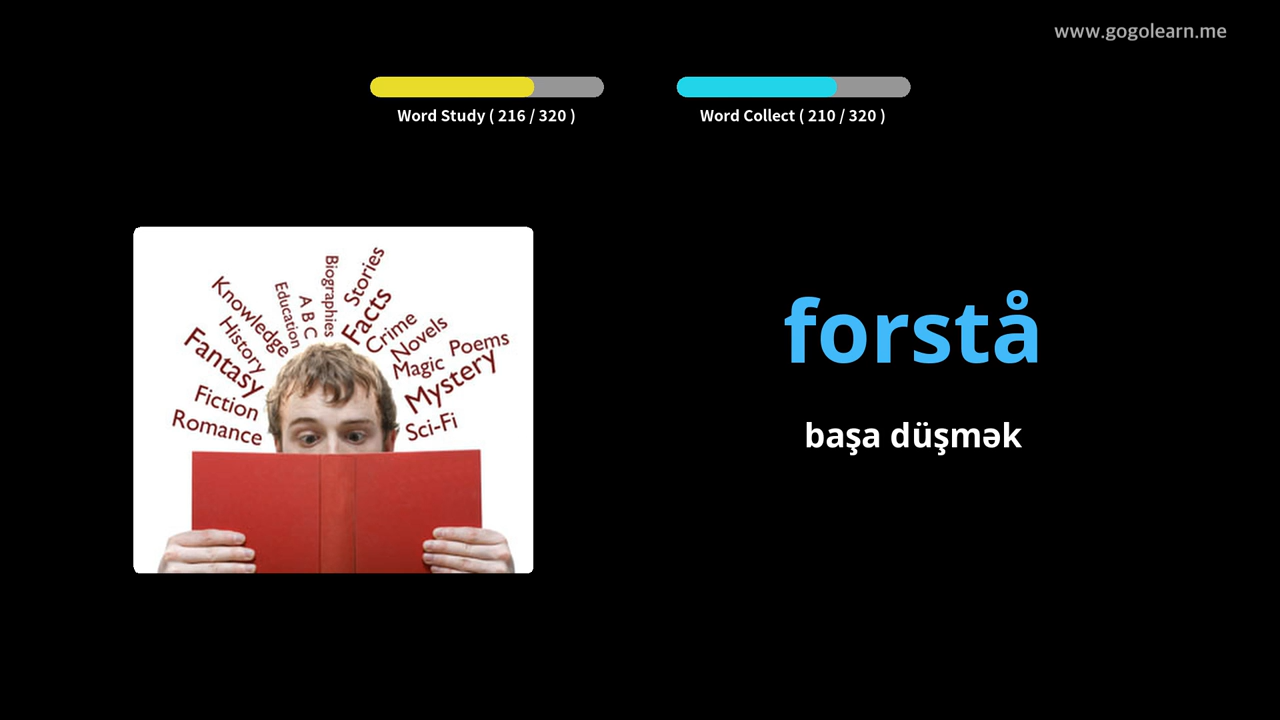 www.gogolearn.me
Word Study ( 216 / 320 )
Word Collect ( 210 / 320 )
Biographies
Stories
Education
A B C
Facts
Knowledge
Crime
History
Novels
Poems
Fantasy
Magic
Mystery
Fiction
Romance
Sci-Fi
forstå
başa düşmək